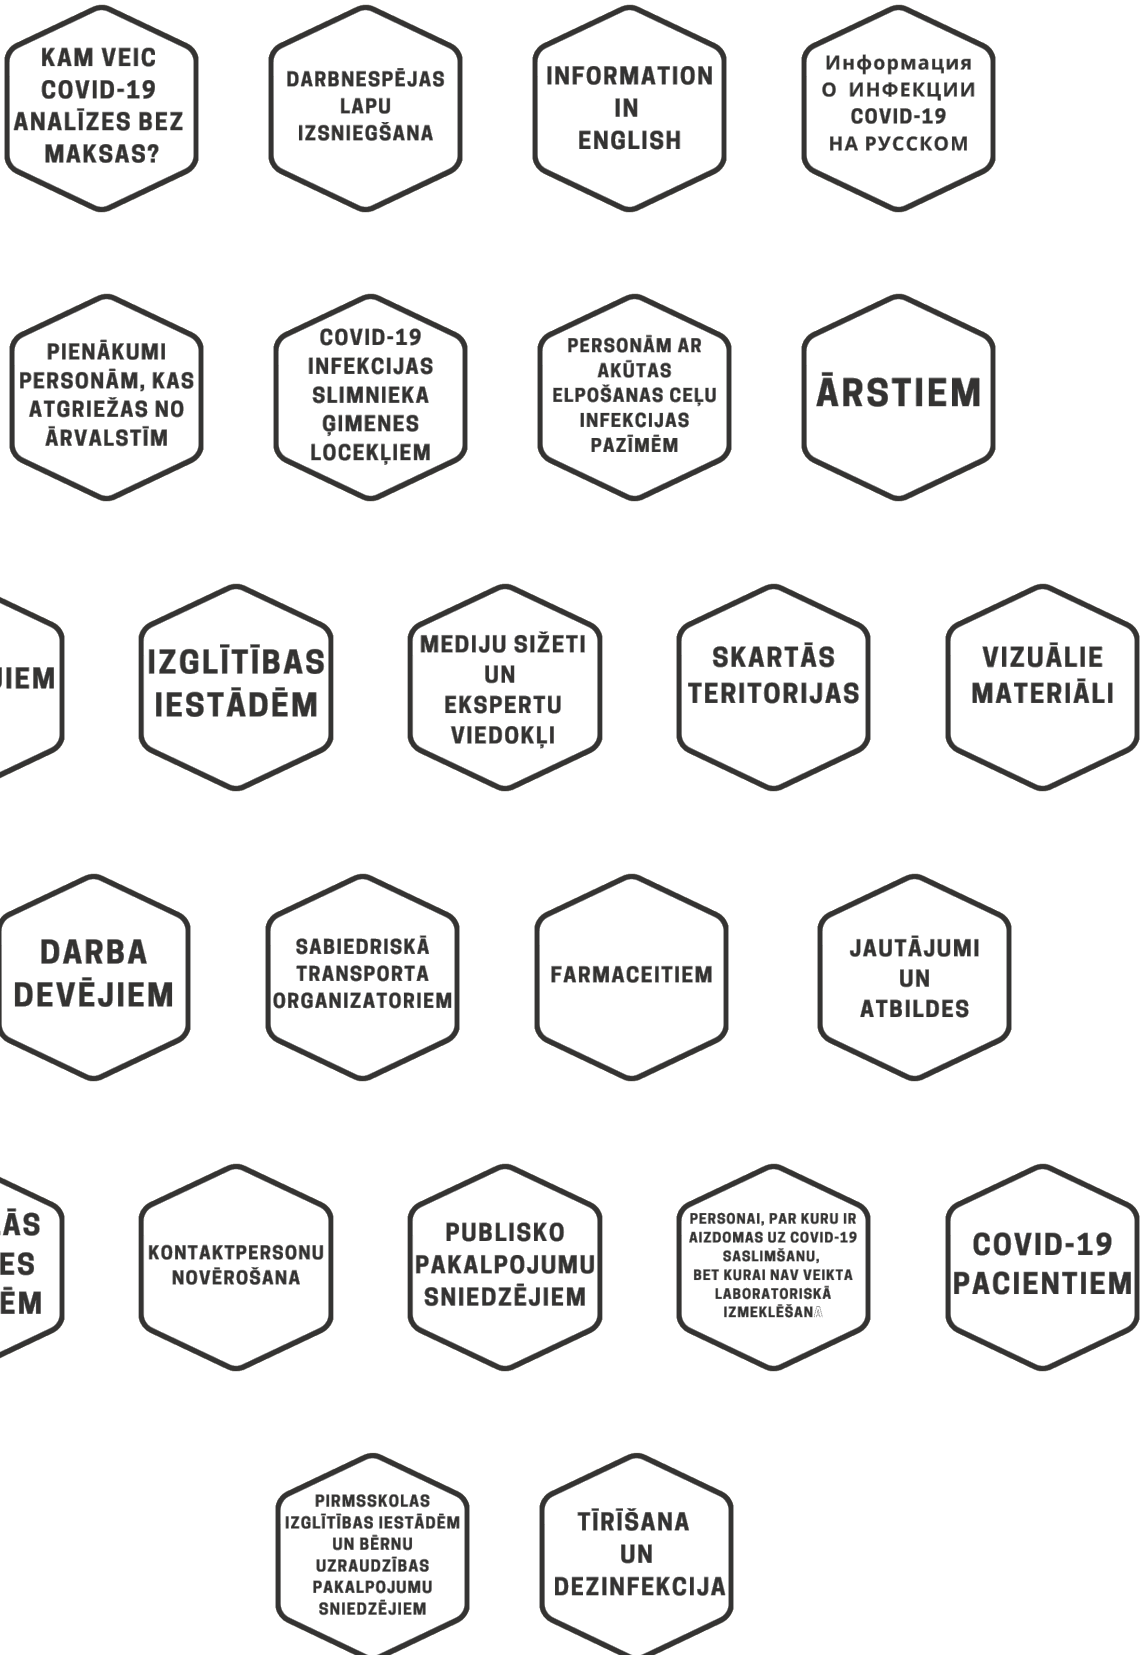 KAM VEIC
COVID-19
ANALĪZES BEZ
MAKSAS?
DARBNESPĒJAS
LAPU
IZSNIEGŠANA
INFORMATION
IN
ENGLISH
Информация
О ИНФЕКЦИИ
COVID-19
НА РУССКОМ
PIENĀKUMI
PERSONĀM, KAS
ATGRIEŽAS NO
ĀRVALSTĪM
COVID-19
INFEKCIJAS
SLIMNIEKA
ĢIMENES
LOCEKĻIEM
PERSONĀM AR
AKŪTAS
ELPOŠANAS CEĻU
INFEKCIJAS
PAZĪMĒM
ĀRSTIEM
IZGLĪTĪBAS
IESTĀDĒM
MEDIJU SIŽETI
UN
EKSPERTU
VIEDOKĻI
SKARTĀS
TERITORIJAS
VIZUĀLIE
MATERIĀLI
DARBA
DEVĒJIEM
SABIEDRISKĀ
TRANSPORTA
ORGANIZATORIEM
FARMACEITIEM
JAUTĀJUMI
UN
ATBILDES
KONTAKTPERSONU
NOVĒROŠANA
PUBLISKO
PAKALPOJUMU
SNIEDZĒJIEM
PERSONAI, PAR KURU IR
AIZDOMAS UZ COVID-19
SASLIMŠANU,
BET KURAI NAV VEIKTA
LABORATORISKĀ
IZMEKLĒŠANA
COVID-19
PACIENTIEM
PIRMSSKOLAS
IZGLĪTĪBAS IESTĀDĒM
UN BĒRNU
UZRAUDZĪBAS
PAKALPOJUMU
SNIEDZĒJIEM
TĪRĪŠANA
UN
DEZINFEKCIJA